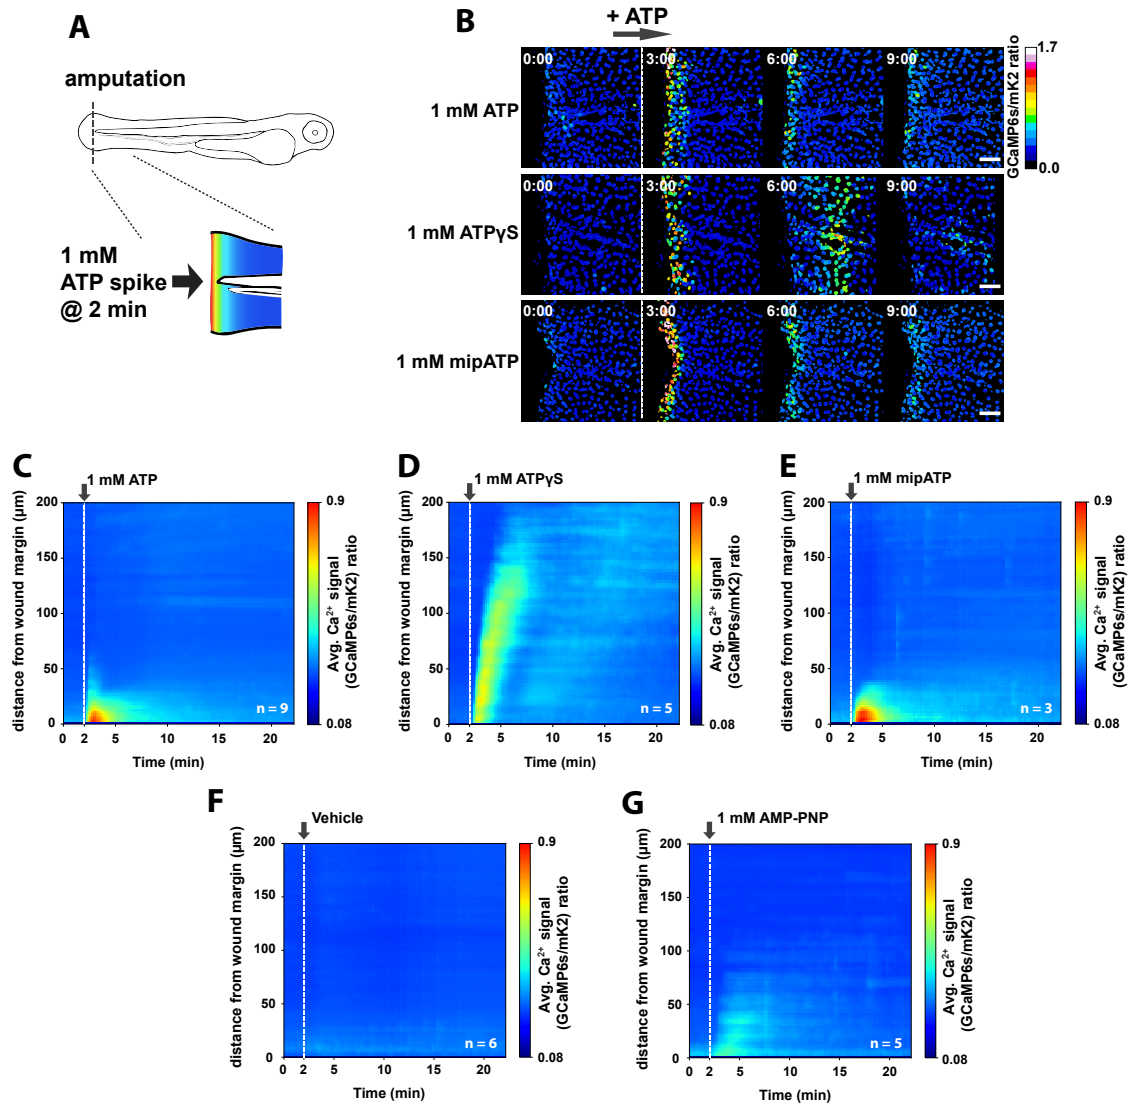 A
amputation
1 mM
ATP spike
@ 2 min
B
+ ATP
1 mM ATP
0:00
3:00
6:00
9:00
1.7
0.0
GCaMP6s/mK2 ratio
1 mM ATPγS
0:00
3:00
6:00
9:00
1 mM mipATP
0:00
3:00
6:00
9:00
C
1 mM ATP
200
150
100
50
0
distance from wound margin (µm)
n = 9
0 2 5 10 15 20
Time (min)
0.9
0.08
Avg. Ca²⁺ signal
(GCaMP6s/mK2) ratio
D
1 mM ATPγS
200
150
100
50
0
distance from wound margin (µm)
n = 5
0 2 5 10 15 20
Time (min)
0.9
0.08
Avg. Ca²⁺ signal
(GCaMP6s/mK2) ratio
E
1 mM mipATP
200
150
100
50
0
distance from wound margin (µm)
n = 3
0 2 5 10 15 20
Time (min)
0.9
0.08
Avg. Ca²⁺ signal
(GCaMP6s/mK2) ratio
F
Vehicle
200
150
100
50
0
distance from wound margin (µm)
n = 6
0 2 5 10 15 20
Time (min)
0.9
0.08
Avg. Ca²⁺ signal
(GCaMP6s/mK2) ratio
G
1 mM AMP-PNP
200
150
100
50
0
distance from wound margin (µm)
n = 5
0 2 5 10 15 20
Time (min)
0.9
0.08
Avg. Ca²⁺ signal
(GCaMP6s/mK2) ratio